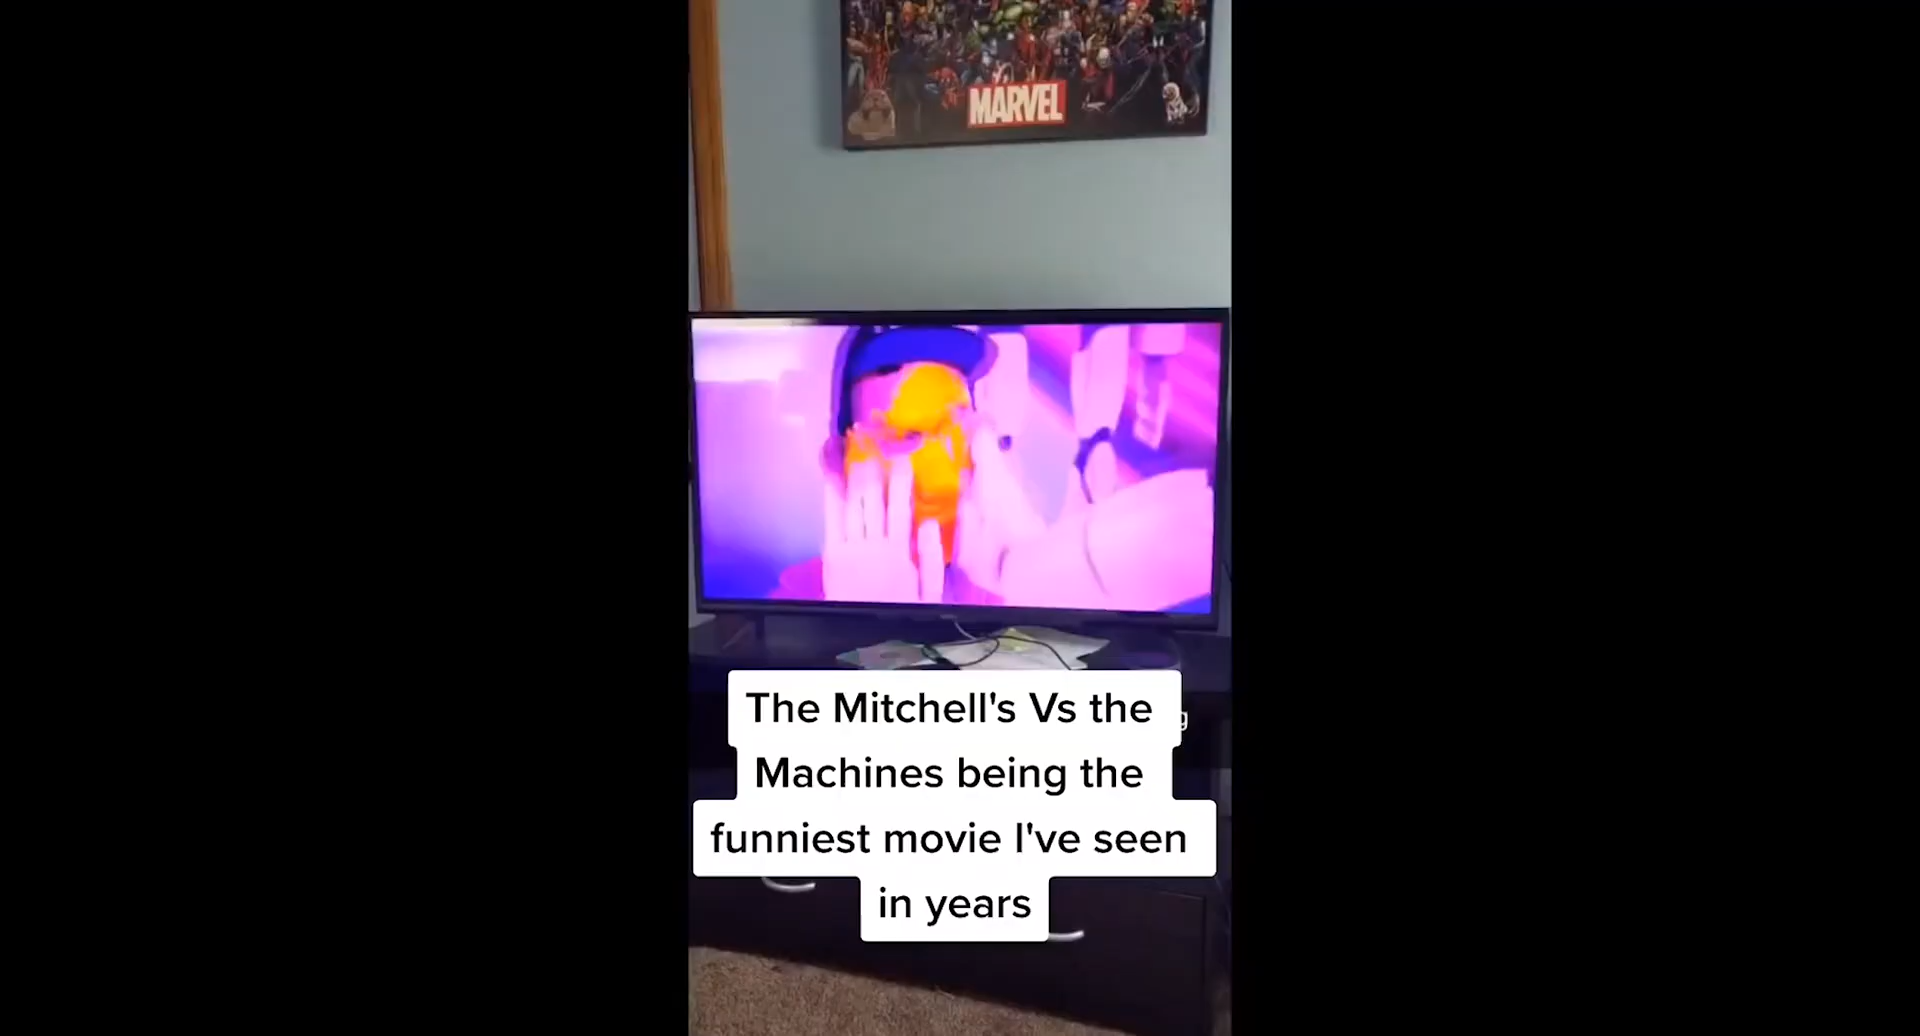 MARVEL
The Mitchell's Vs the
Machines being the
funniest movie I've seen
in years